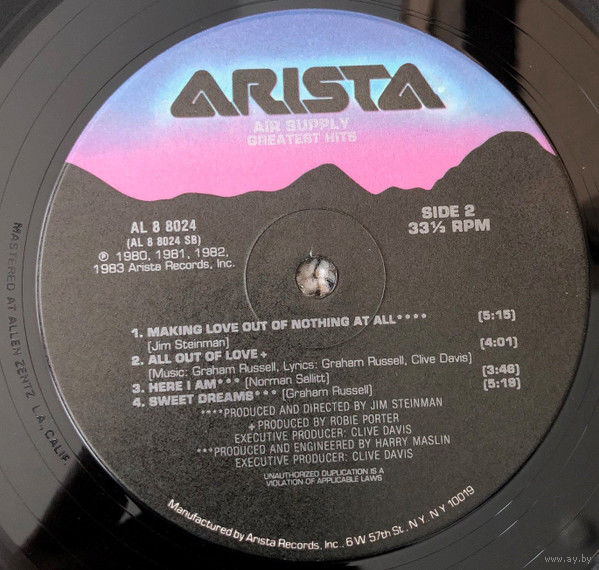 ARISTA
AIR SUPPLY
GREATEST HITS
AL 8 8024
(AL 8 8024 SB)
℗ 1980, 1981, 1982,
1983 Arista Records, Inc.
SIDE 2
33⅓ RPM
1. MAKING LOVE OUT OF NOTHING AT ALL**** (5:15)
[Jim Steinman]
2. ALL OUT OF LOVE+ (4:01)
[Music: Graham Russell, Lyrics: Graham Russell, Clive Davis]
3. HERE I AM*** [Norman Sallitt] (3:48)
4. SWEET DREAMS*** [Graham Russell] (5:19)
****PRODUCED AND DIRECTED BY JIM STEINMAN
+PRODUCED BY ROBIE PORTER
EXECUTIVE PRODUCER: CLIVE DAVIS
***PRODUCED AND ENGINEERED BY HARRY MASLIN
EXECUTIVE PRODUCER: CLIVE DAVIS
UNAUTHORIZED DUPLICATION IS A
VIOLATION OF APPLICABLE LAWS
Manufactured by Arista Records, Inc., 6 W 57th St., N.Y. N.Y. 10019
MASTERED AT ALLEN ZENTZ L.A., CALIF.
www.ay.by